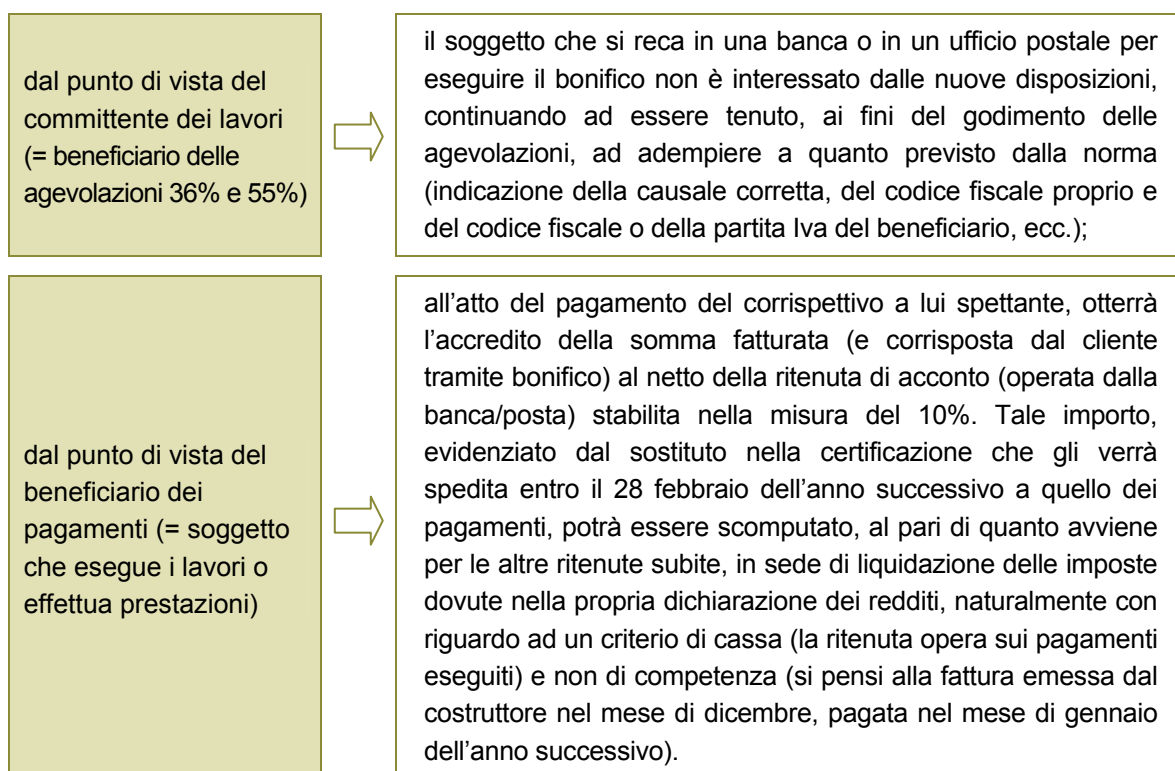 dal punto di vista del
committente dei lavori
(= beneficiario delle
agevolazioni 36% e 55%)
il soggetto che si reca in una banca o in un ufficio postale per
eseguire il bonifico non è interessato dalle nuove disposizioni,
continuando ad essere tenuto, ai fini del godimento delle
agevolazioni, ad adempiere a quanto previsto dalla norma
(indicazione della causale corretta, del codice fiscale proprio e
del codice fiscale o della partita Iva del beneficiario, ecc.);
dal punto di vista del
beneficiario dei
pagamenti (= soggetto
che esegue i lavori o
effettua prestazioni)
all’atto del pagamento del corrispettivo a lui spettante, otterrà
l’accredito della somma fatturata (e corrisposta dal cliente
tramite bonifico) al netto della ritenuta di acconto (operata dalla
banca/posta) stabilita nella misura del 10%. Tale importo,
evidenziato dal sostituto nella certificazione che gli verrà
spedita entro il 28 febbraio dell’anno successivo a quello dei
pagamenti, potrà essere scomputato, al pari di quanto avviene
per le altre ritenute subite, in sede di liquidazione delle imposte
dovute nella propria dichiarazione dei redditi, naturalmente con
riguardo ad un criterio di cassa (la ritenuta opera sui pagamenti
eseguiti) e non di competenza (si pensi alla fattura emessa dal
costruttore nel mese di dicembre, pagata nel mese di gennaio
dell’anno successivo).